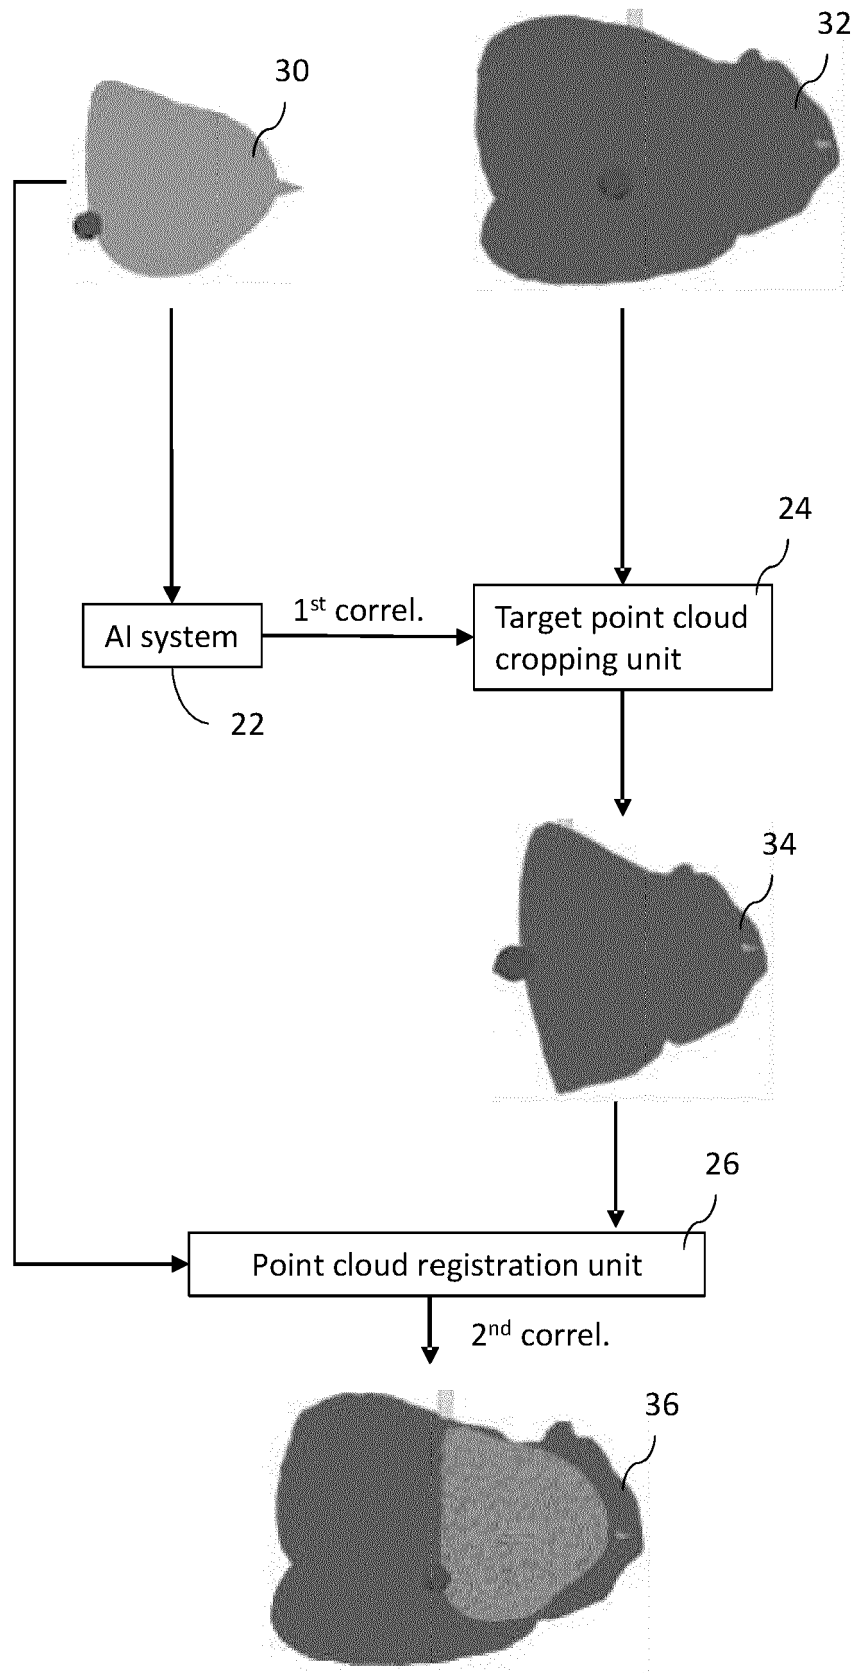 30
32
24
1st correl.
AI system
Target point cloud
cropping unit
22
34
26
Point cloud registration unit
2nd correl.
36